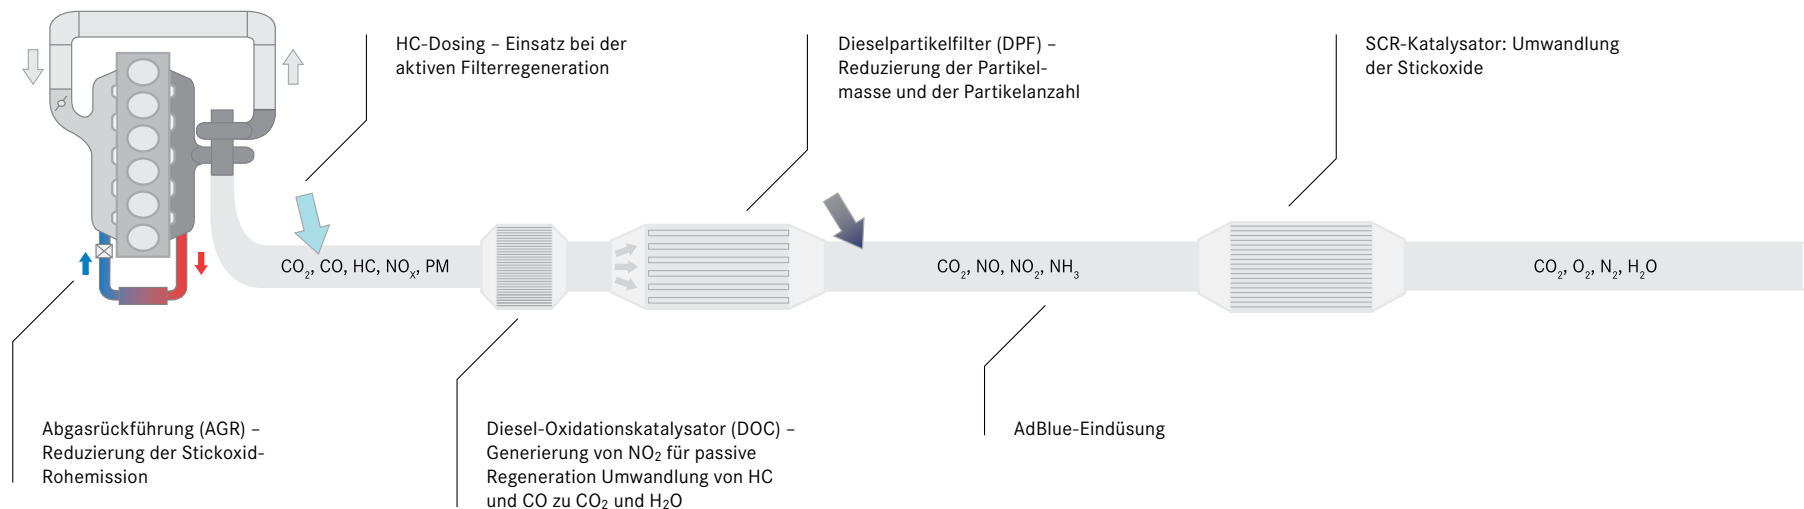 HC-Dosing – Einsatz bei der
aktiven Filterregeneration
Dieselpartikelfilter (DPF) –
Reduzierung der Partikel-
masse und der Partikelanzahl
SCR-Katalysator: Umwandlung
der Stickoxide
CO₂, CO, HC, NOₓ, PM
CO₂, NO, NO₂, NH₃
CO₂, O₂, N₂, H₂O
Abgasrückführung (AGR) –
Reduzierung der Stickoxid-
Rohemission
Diesel-Oxidationskatalysator (DOC) –
Generierung von NO₂ für passive
Regeneration Umwandlung von HC
und CO zu CO₂ und H₂O
AdBlue-Eindüsung